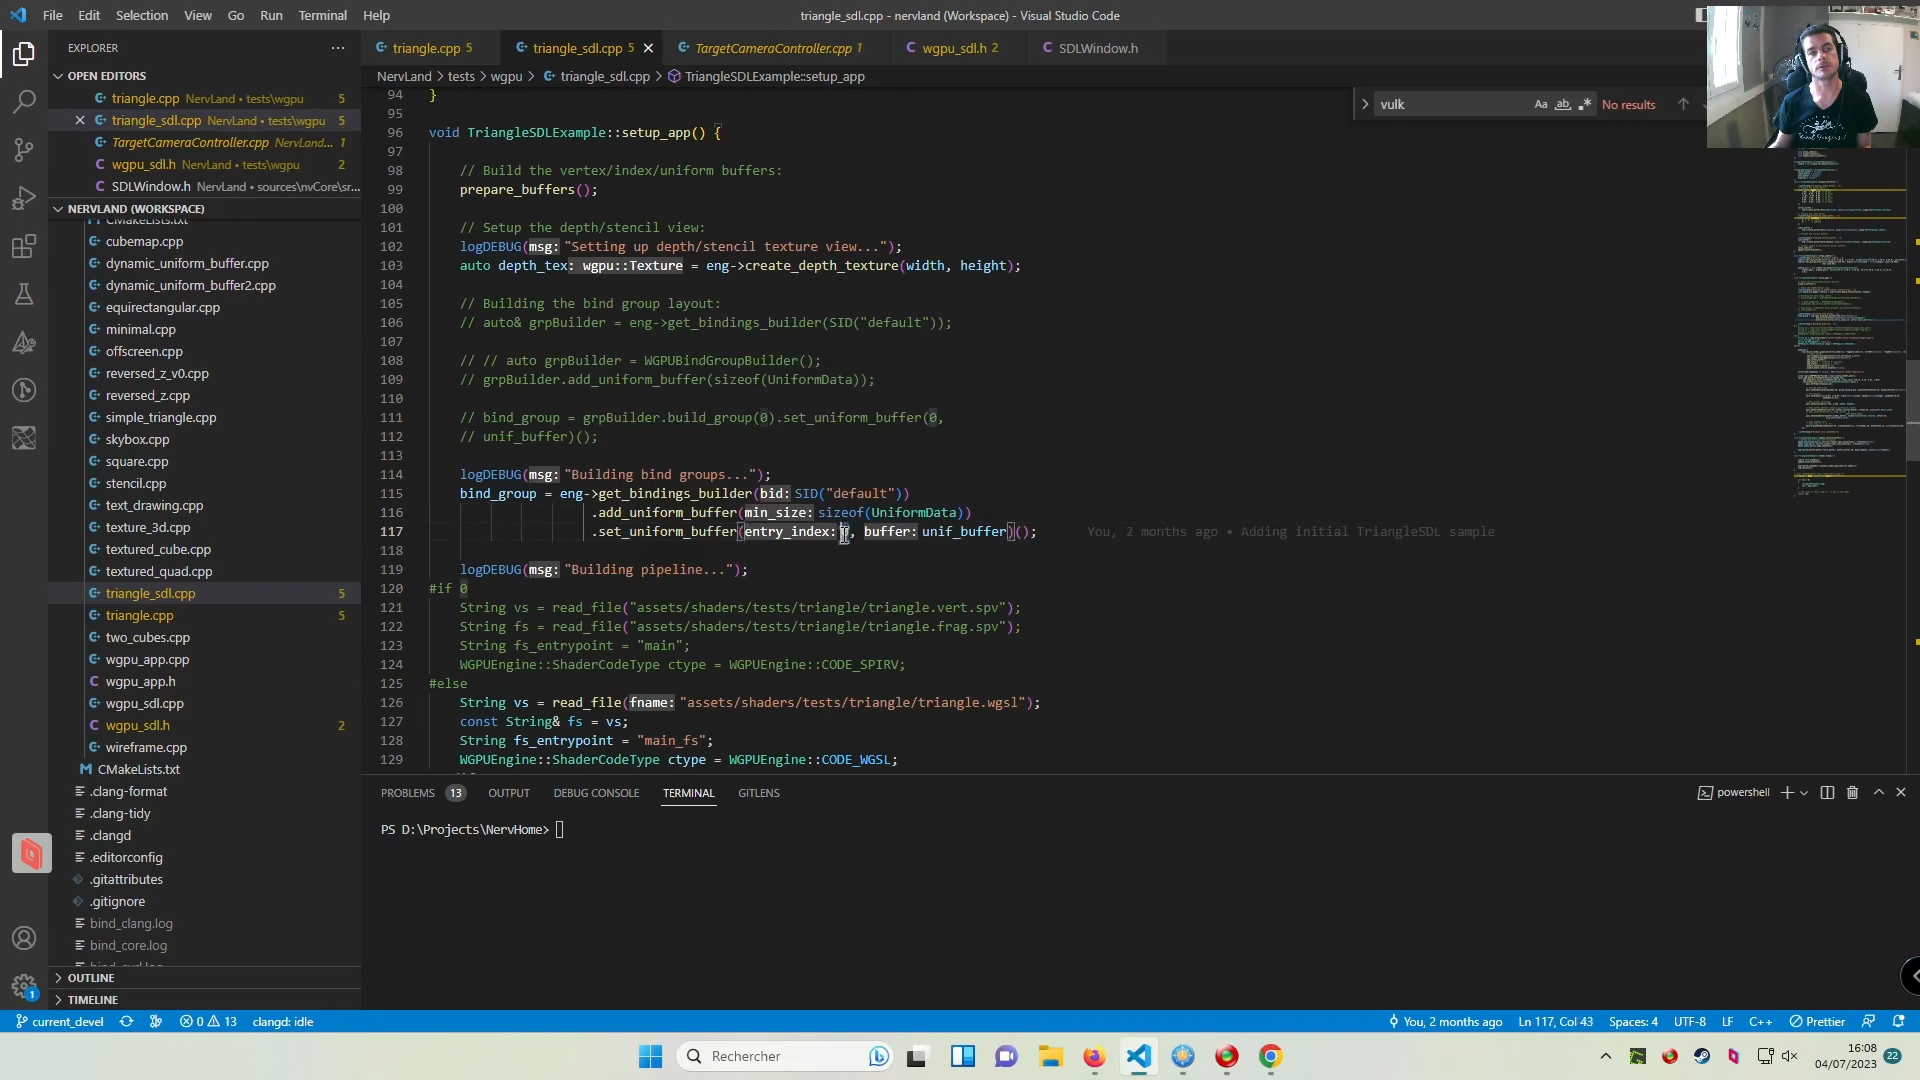 File Edit Selection View Go Run Terminal Help
triangle_sdl.cpp - nervland (Workspace) - Visual Studio Code
EXPLORER
OPEN EDITORS
triangle.cpp NervLand • tests\wgpu 5
triangle_sdl.cpp NervLand • tests\wgpu 5
TargetCameraController.cpp NervLand... 1
wgpu_sdl.h NervLand • tests\wgpu 2
SDLWindow.h NervLand • sources\nvCore\sr...
NERVLAND (WORKSPACE)
CMakeLists.txt
cubemap.cpp
dynamic_uniform_buffer.cpp
dynamic_uniform_buffer2.cpp
equirectangular.cpp
minimal.cpp
offscreen.cpp
reversed_z_v0.cpp
reversed_z.cpp
simple_triangle.cpp
skybox.cpp
square.cpp
stencil.cpp
text_drawing.cpp
texture_3d.cpp
textured_cube.cpp
textured_quad.cpp
triangle_sdl.cpp 5
triangle.cpp 5
two_cubes.cpp
wgpu_app.cpp
wgpu_app.h
wgpu_sdl.cpp
wgpu_sdl.h 2
wireframe.cpp
CMakeLists.txt
.clang-format
.clang-tidy
.clangd
.editorconfig
.gitattributes
.gitignore
bind_clang.log
bind_core.log
OUTLINE
TIMELINE
triangle.cpp 5 triangle_sdl.cpp 5 TargetCameraController.cpp 1 wgpu_sdl.h 2 SDLWindow.h
NervLand > tests > wgpu > triangle_sdl.cpp > TriangleSDLExample::setup_app
vulk Aa ab .* No results
94 }
95
96 void TriangleSDLExample::setup_app() {
97
98 // Build the vertex/index/uniform buffers:
99 prepare_buffers();
100
101 // Setup the depth/stencil view:
102 logDEBUG(msg: "Setting up depth/stencil texture view...");
103 auto depth_tex: wgpu::Texture = eng->create_depth_texture(width, height);
104
105 // Building the bind group layout:
106 // auto& grpBuilder = eng->get_bindings_builder(SID("default"));
107
108 // // auto grpBuilder = WGPUBindGroupBuilder();
109 // grpBuilder.add_uniform_buffer(sizeof(UniformData));
110
111 // bind_group = grpBuilder.build_group(0).set_uniform_buffer(0,
112 // unif_buffer)();
113
114 logDEBUG(msg: "Building bind groups...");
115 bind_group = eng->get_bindings_builder(bid: SID("default"))
116 .add_uniform_buffer(min_size: sizeof(UniformData))
117 .set_uniform_buffer(entry_index: , buffer: unif_buffer)(); You, 2 months ago • Adding initial TriangleSDL sample
118
119 logDEBUG(msg: "Building pipeline...");
120 #if 0
121 String vs = read_file("assets/shaders/tests/triangle/triangle.vert.spv");
122 String fs = read_file("assets/shaders/tests/triangle/triangle.frag.spv");
123 String fs_entrypoint = "main";
124 WGPUEngine::ShaderCodeType ctype = WGPUEngine::CODE_SPIRV;
125 #else
126 String vs = read_file(fname: "assets/shaders/tests/triangle/triangle.wgsl");
127 const String& fs = vs;
128 String fs_entrypoint = "main_fs";
129 WGPUEngine::ShaderCodeType ctype = WGPUEngine::CODE_WGSL;
PROBLEMS 13 OUTPUT DEBUG CONSOLE TERMINAL GITLENS
powershell
PS D:\Projects\NervHome>
1
current_devel 0 13 clangd: idle
You, 2 months ago Ln 117, Col 43 Spaces: 4 UTF-8 LF C++ Prettier
Rechercher
16:08
04/07/2023
22